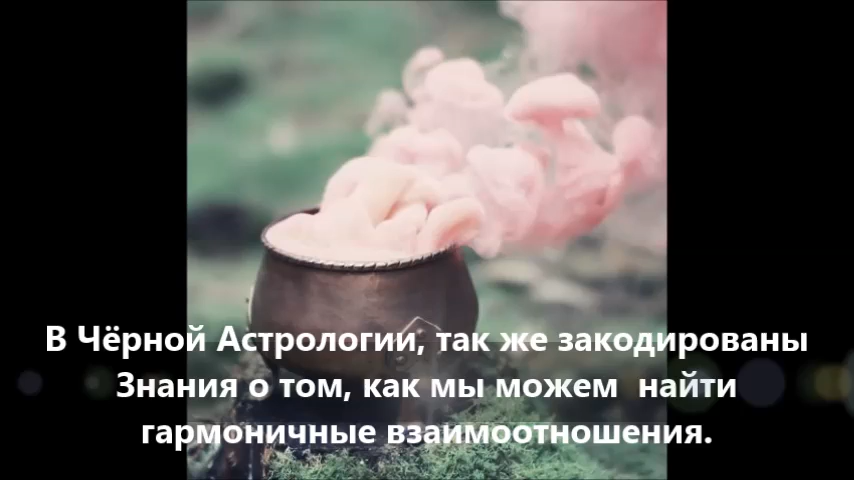 В Чёрной Астрологии, так же закодированы
Знания о том, как мы можем  найти
гармоничные взаимоотношения.